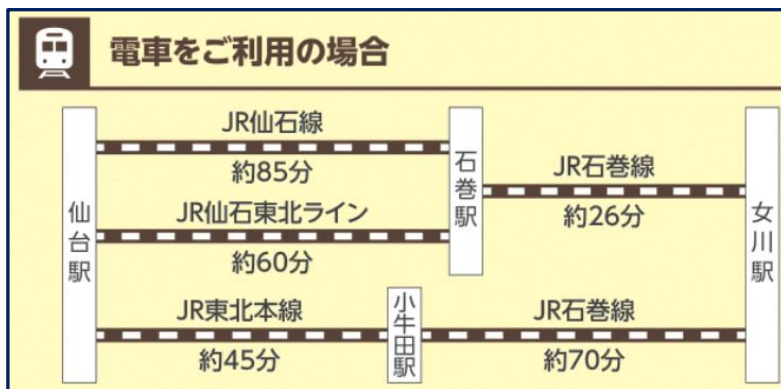 電車をご利用の場合
JR仙石線
約85分
JR仙石東北ライン
約60分
JR石巻線
約26分
JR東北本線
約45分
JR石巻線
約70分
仙台駅
石巻駅
小牛田駅
女川駅